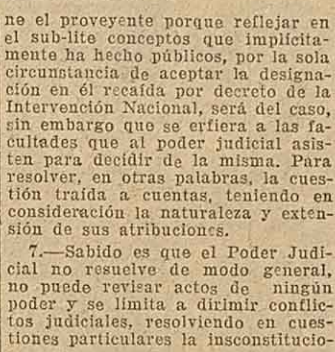 ne el proveyente porque reflejar en
el sub-lite conceptos que implícita-
mente ha hecho públicos, por la sola
circunstancia de aceptar la designa-
ción en él recaída por decreto de la
Intervención Nacional, será del caso,
sin embargo que se erfiera a las fa-
cultades que al poder judicial asis-
ten para decidir de la misma. Para
resolver, en otras palabras, la cues-
tión traída a cuentas, teniendo en
consideración la naturaleza y exten-
sión de sus atribuciones.
7.—Sabido es que el Poder Judi-
cial no resuelve de modo general,
no puede revisar actos de ningún
poder y se limita a dirimir conflic-
tos judiciales, resolviendo en cues-
tiones particulares la insconstitucio-